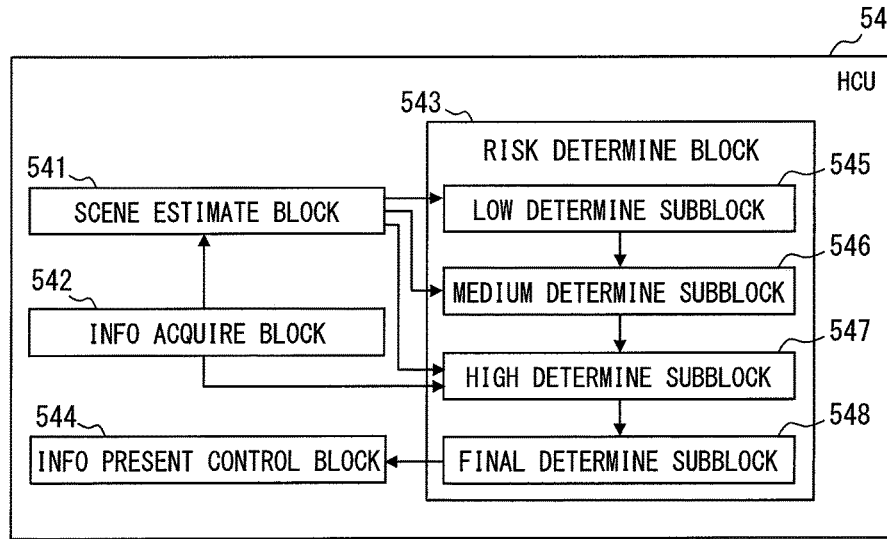 54
HCU
543
RISK DETERMINE BLOCK
541
SCENE ESTIMATE BLOCK
545
LOW DETERMINE SUBBLOCK
546
MEDIUM DETERMINE SUBBLOCK
542
INFO ACQUIRE BLOCK
547
HIGH DETERMINE SUBBLOCK
544
INFO PRESENT CONTROL BLOCK
548
FINAL DETERMINE SUBBLOCK